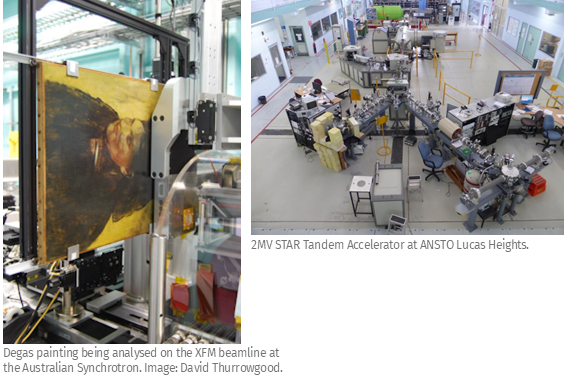 2MV STAR Tandem Accelerator at ANSTO Lucas Heights.
Degas painting being analysed on the XFM beamline at
the Australian Synchrotron. Image: David Thurrowgood.